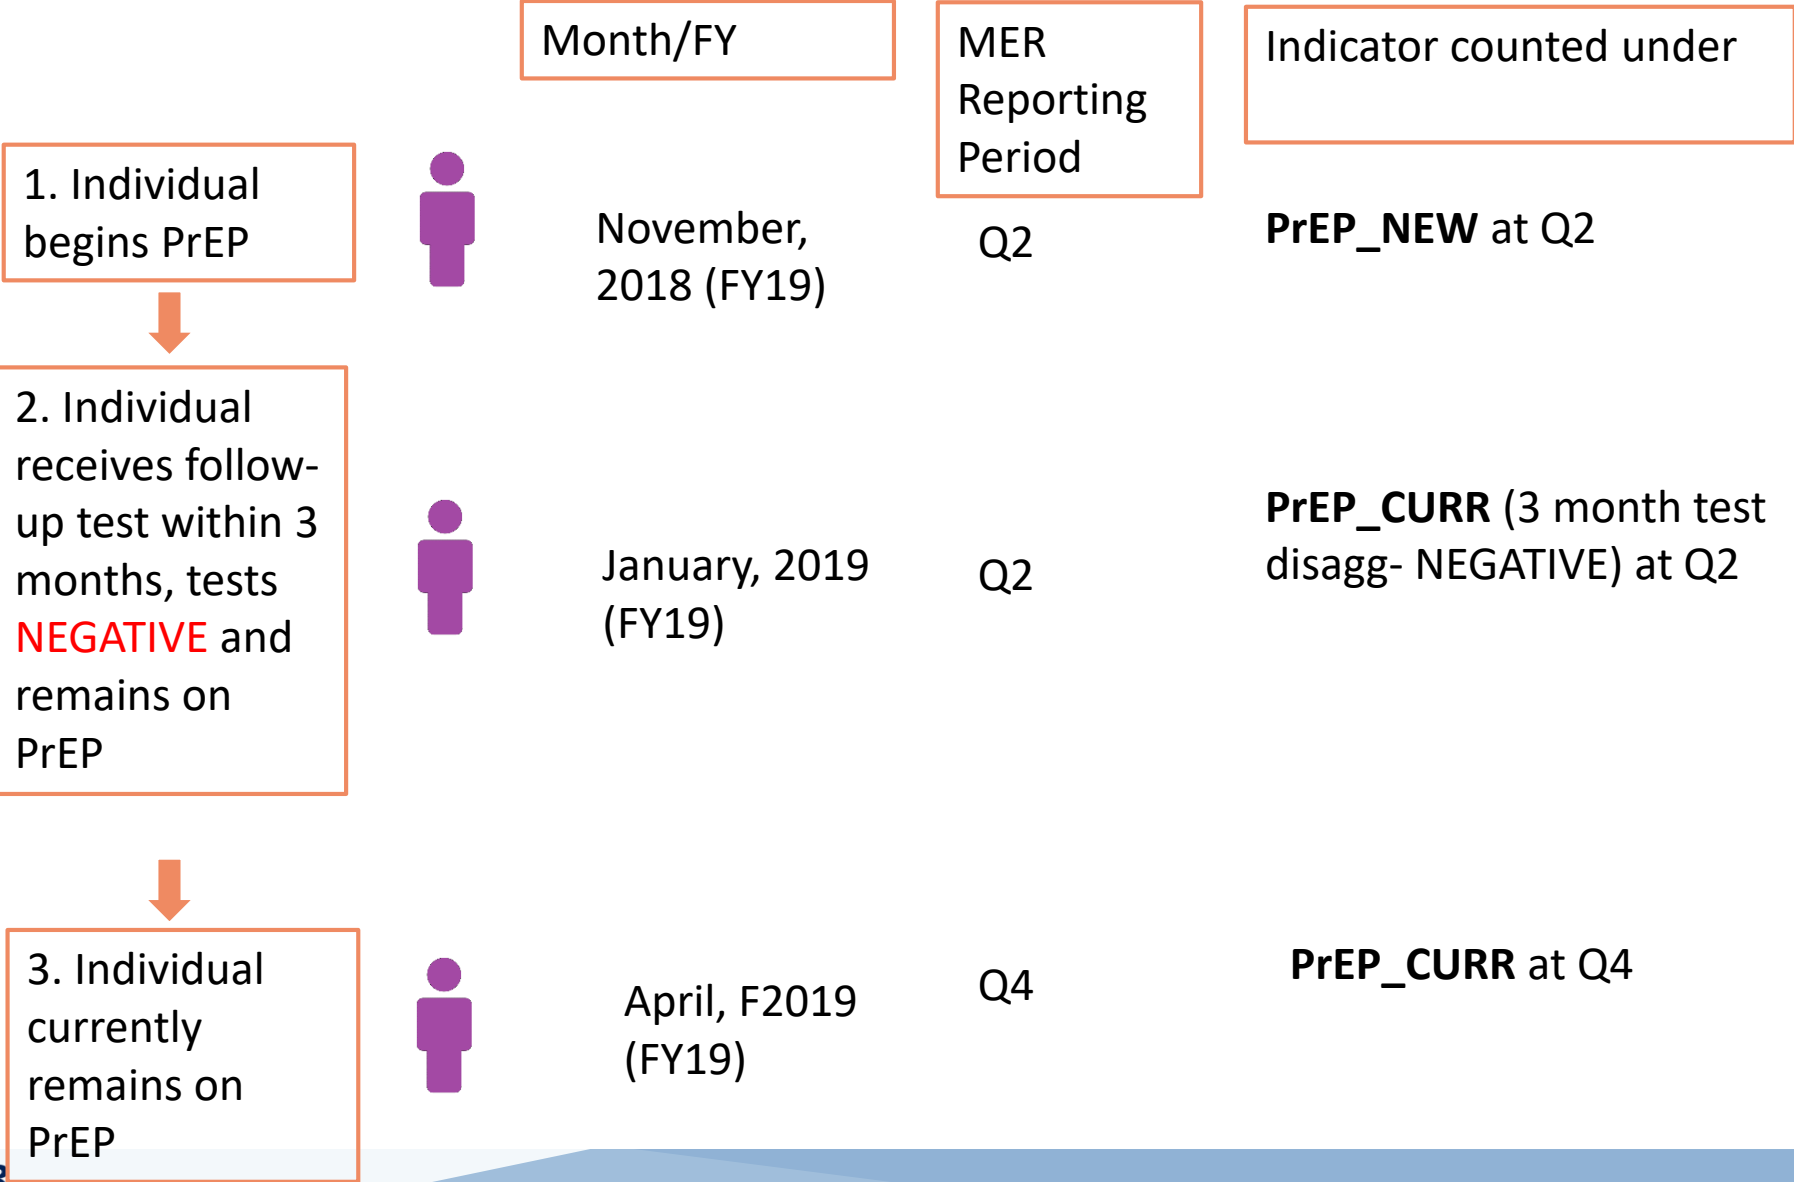 Month/FY
MER
Reporting
Period
Indicator counted under
1. Individual
begins PrEP
November,
2018 (FY19)
Q2
PrEP_NEW at Q2
2. Individual
receives follow-
up test within 3
months, tests
NEGATIVE and
remains on
PrEP
January, 2019
(FY19)
Q2
PrEP_CURR (3 month test
disagg- NEGATIVE) at Q2
3. Individual
currently
remains on
PrEP
April, F2019
(FY19)
Q4
PrEP_CURR at Q4